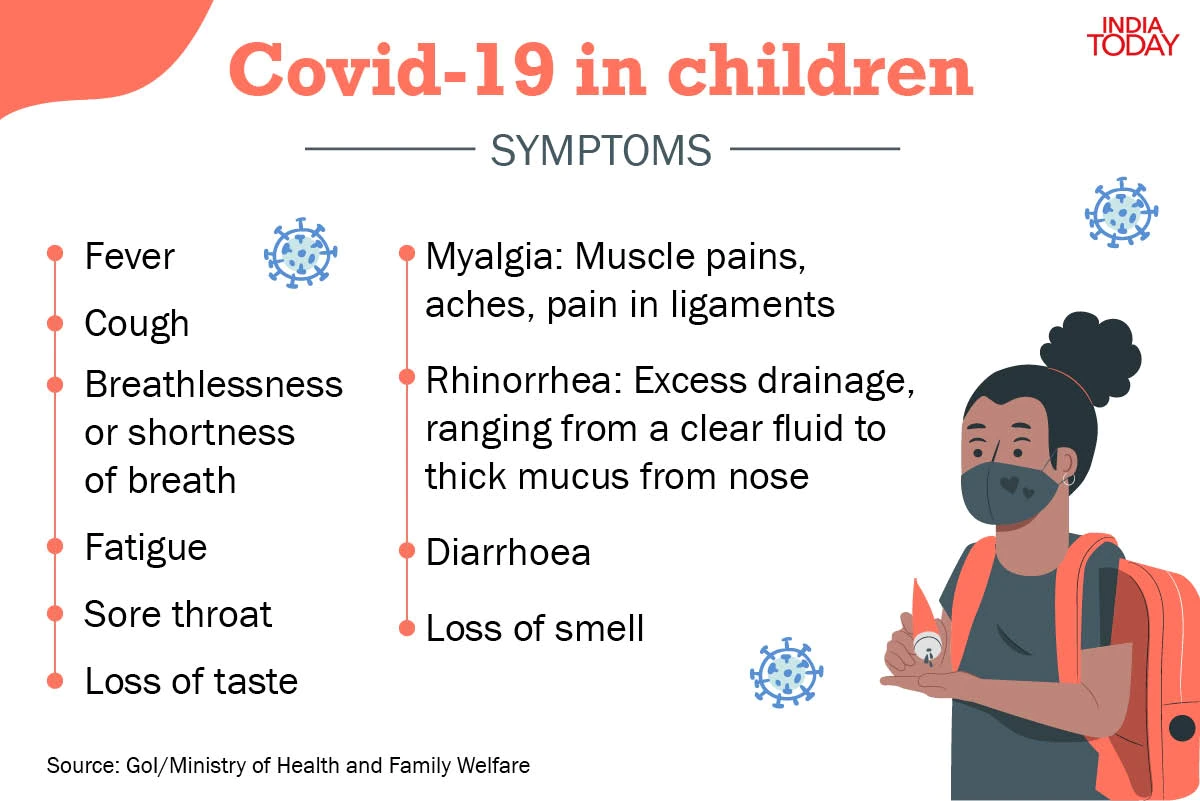 INDIA
TODAY
Covid-19 in children
SYMPTOMS
Fever
Cough
Breathlessness
or shortness
of breath
Fatigue
Sore throat
Loss of taste
Myalgia: Muscle pains,
aches, pain in ligaments
Rhinorrhea: Excess drainage,
ranging from a clear fluid to
thick mucus from nose
Diarrhoea
Loss of smell
Source: GoI/Ministry of Health and Family Welfare